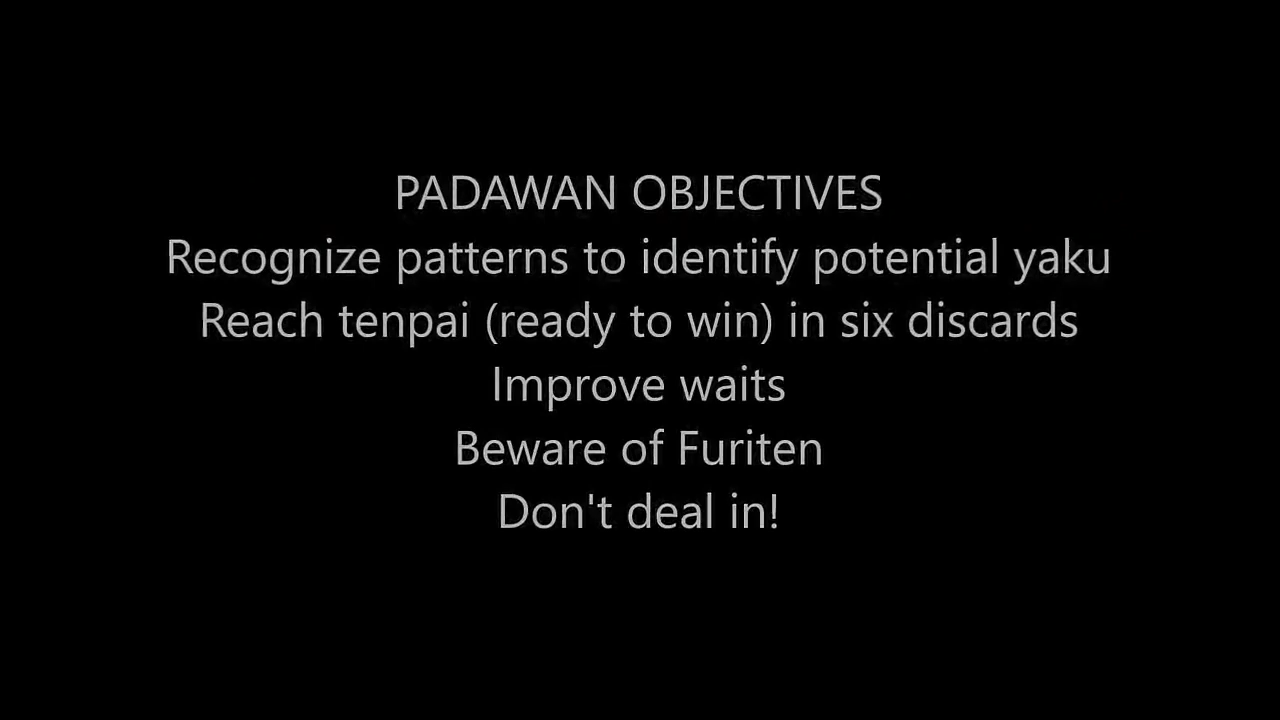 PADAWAN OBJECTIVES
Recognize patterns to identify potential yaku
Reach tenpai (ready to win) in six discards
Improve waits
Beware of Furiten
Don't deal in!